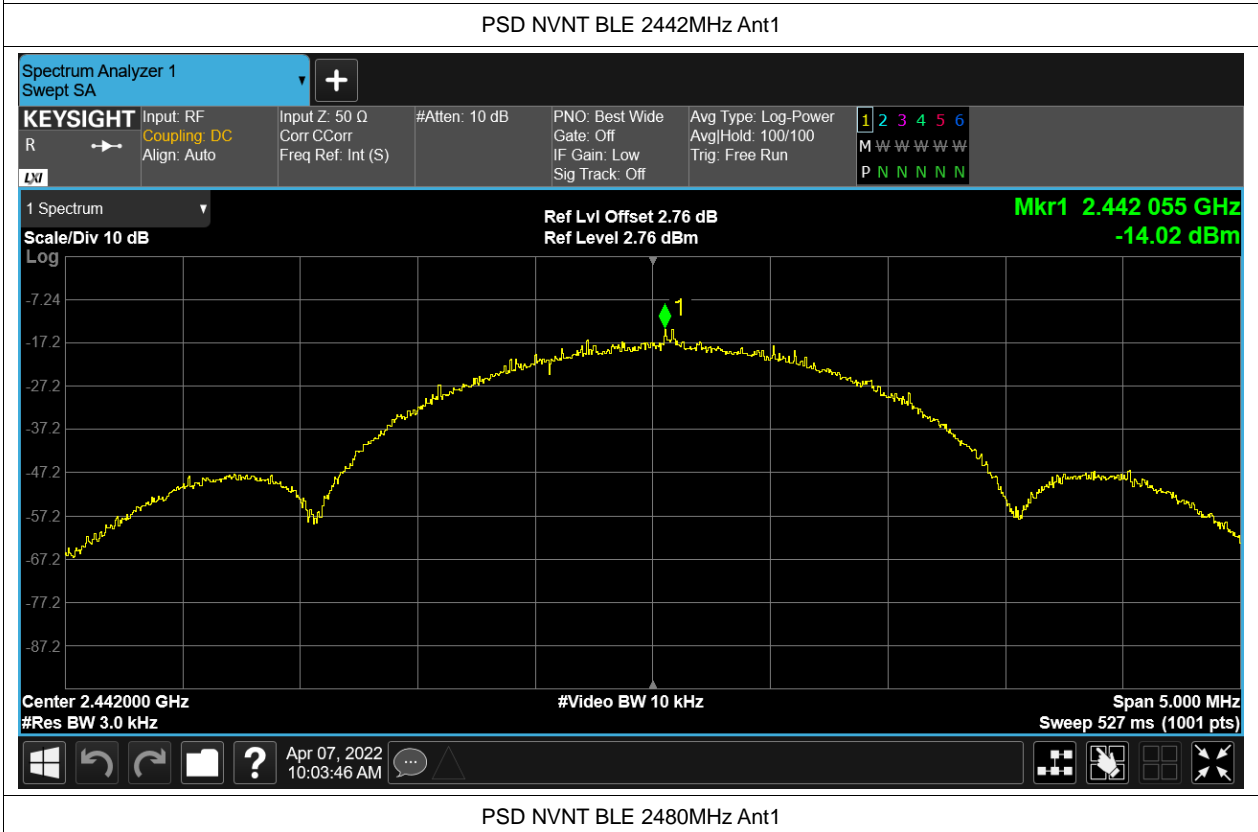 PSD NVNT BLE 2442MHz Ant1
Spectrum Analyzer 1
Swept SA
KEYSIGHT
R
LXI
Input: RF
Coupling: DC
Align: Auto
Input Z: 50 Ω
Corr CCorr
Freq Ref: Int (S)
#Atten: 10 dB
PNO: Best Wide
Gate: Off
IF Gain: Low
Sig Track: Off
Avg Type: Log-Power
Avg|Hold: 100/100
Trig: Free Run
1 2 3 4 5 6
M W W W W W
P N N N N N
1 Spectrum
Scale/Div 10 dB
Log
Ref Lvl Offset 2.76 dB
Ref Level 2.76 dBm
Mkr1 2.442 055 GHz
-14.02 dBm
1
-7.24
-17.2
-27.2
-37.2
-47.2
-57.2
-67.2
-77.2
-87.2
Center 2.442000 GHz
#Res BW 3.0 kHz
#Video BW 10 kHz
Span 5.000 MHz
Sweep 527 ms (1001 pts)
?
Apr 07, 2022
10:03:46 AM
PSD NVNT BLE 2480MHz Ant1